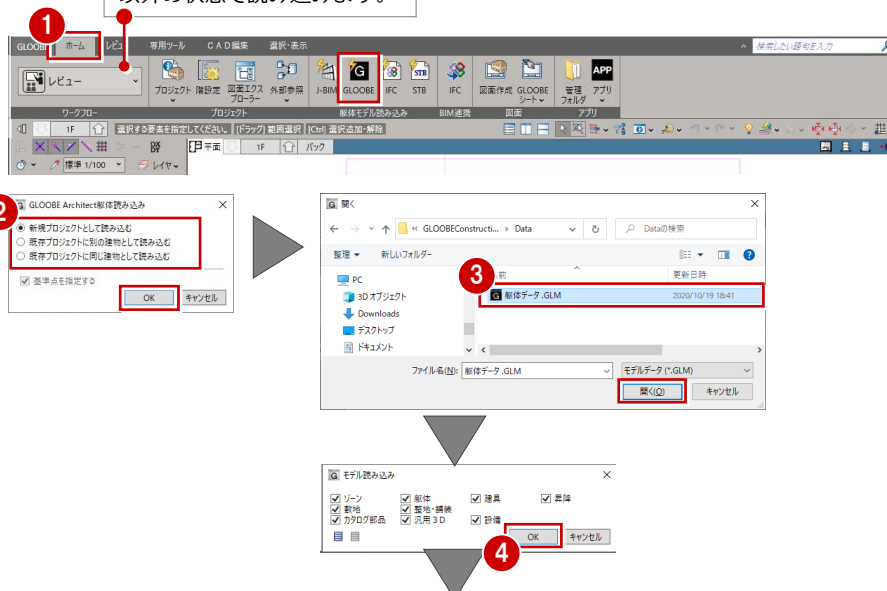 以外の状態で読み込みます。
1
GLOOBE ホーム レビュー 専用ツール CAD編集 選択・表示 検索したい語句を入力
レビュー
プロジェクト 階設定 図面エクスプローラー 外部参照 J-BIM GLOOBE IFC STB IFC 図面作成 GLOOBEシート 管理フォルダ アプリ
APP
ワークフロー プロジェクト 躯体モデル読み込み BIM連携 図面 アプリ
1F 選択する要素を指定してください。 [ドラッグ] 範囲選択 [Ctrl] 選択追加・解除
平面 1F パック
標準 1/100 レイヤ
2
GLOOBE Architect躯体読み込み
新規プロジェクトとして読み込む
既存プロジェクトに別の建物として読み込む
既存プロジェクトに同じ建物として読み込む
基準点を指定する
OK キャンセル
開く
« GLOOBEConstructi... › Data Dataの検索
整理 新しいフォルダー
3
前 更新日時
PC
3D オブジェクト
Downloads
デスクトップ
ドキュメント
躯体データ.GLM 2020/10/19 18:41
ファイル名(N): 躯体データ.GLM モデルデータ (*.GLM)
開く(O) キャンセル
モデル読み込み
ゾーン 躯体 建具 昇降
敷地 整地・舗装
カタログ部品 汎用3D 設備
OK キャンセル
4